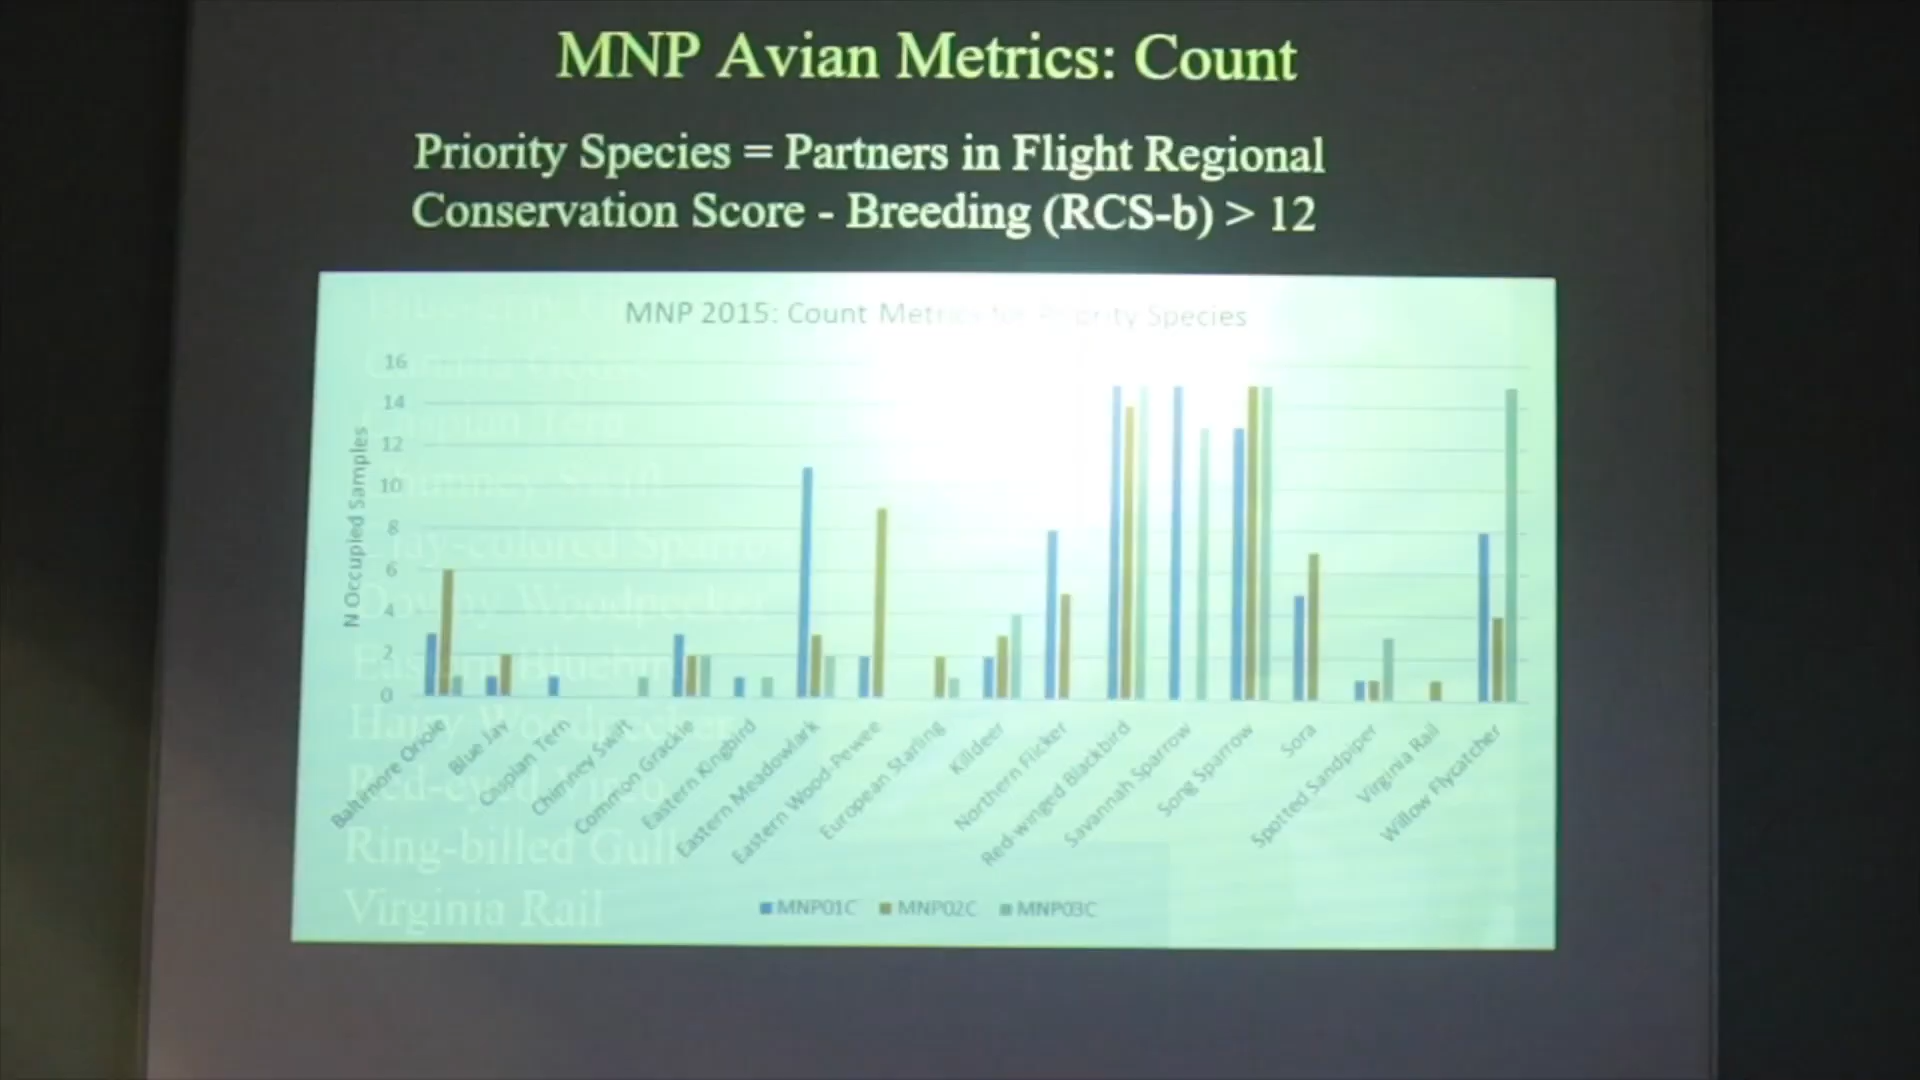 MNP Avian Metrics: Count
Priority Species = Partners in Flight Regional
Conservation Score - Breeding (RCS-b) > 12
MNP 2015: Count Metrics for Priority Species
16
14
12
10
8
6
4
2
0
N Occupied Samples
Baltimore Oriole
Blue Jay
Caspian Tern
Chimney Swift
Common Grackle
Eastern Kingbird
Eastern Meadowlark
Eastern Wood-Pewee
European Starling
Killdeer
Northern Flicker
Red-winged Blackbird
Savannah Sparrow
Song Sparrow
Sora
Spotted Sandpiper
Virginia Rail
Willow Flycatcher
MNP01C MNP02C MNP03C
Caspian Tern
Chimney Swift
Clay-colored Sparrow
Downy Woodpecker
Eastern Bluebird
Hairy Woodpecker
Red-eyed Vireo
Ring-billed Gull
Virginia Rail